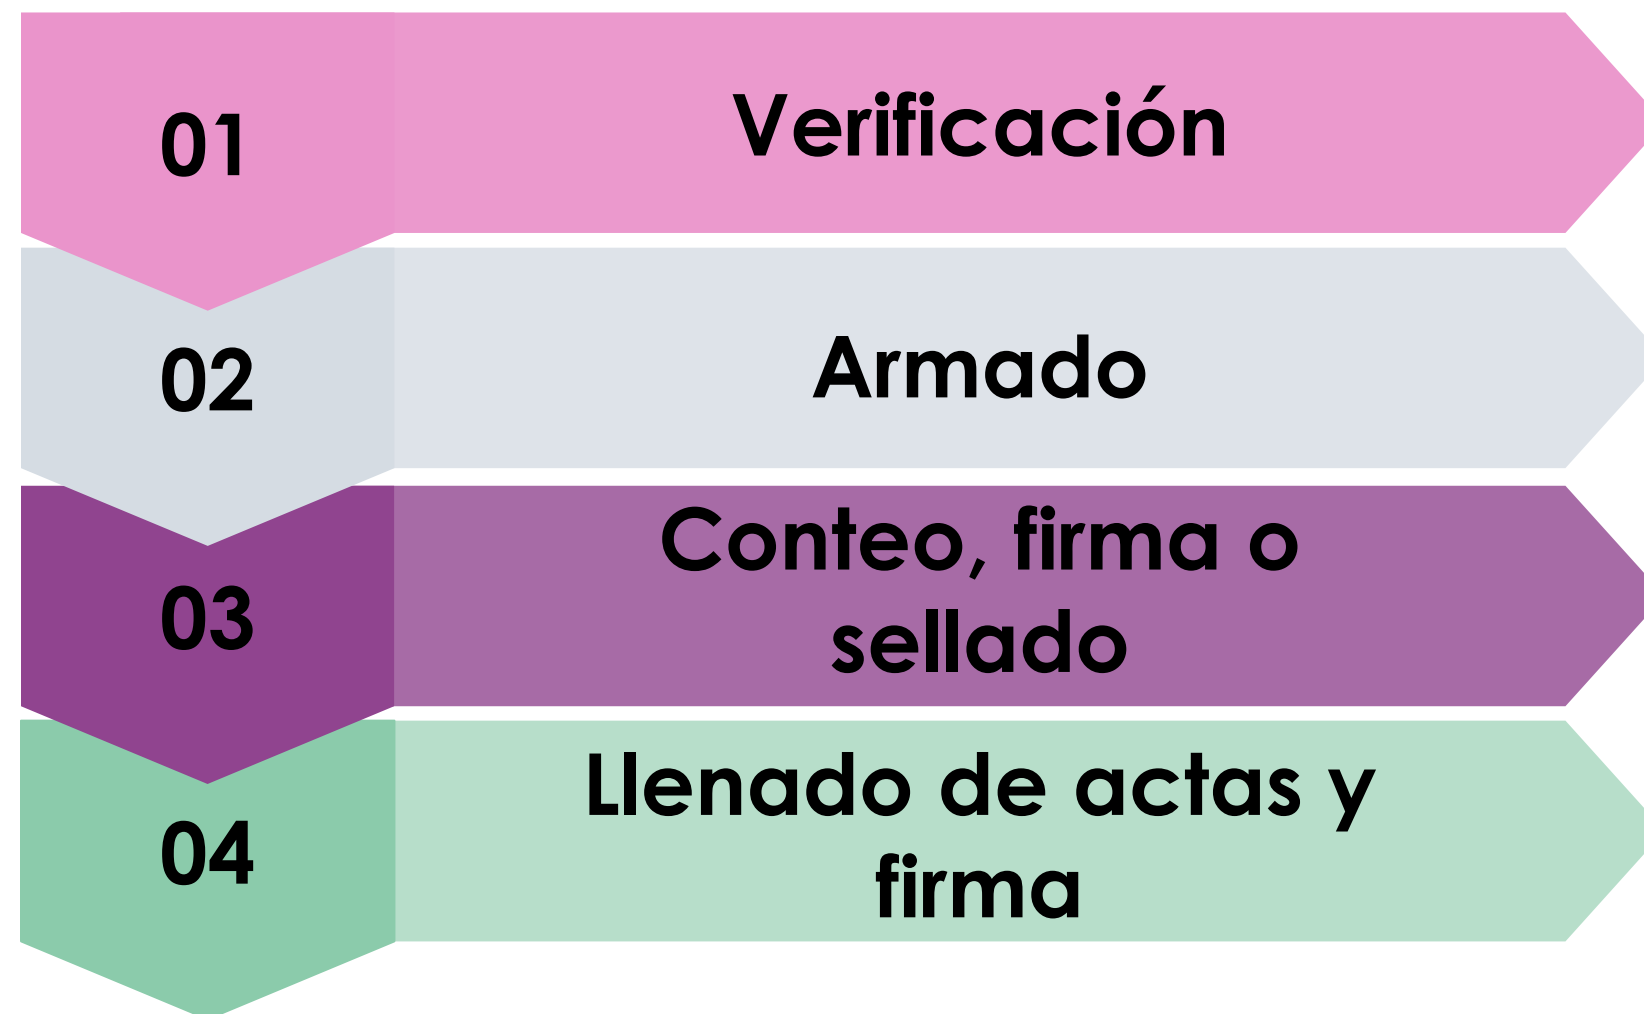 01
Verificación
02
Armado
03
Conteo, firma o
sellado
04
Llenado de actas y
firma